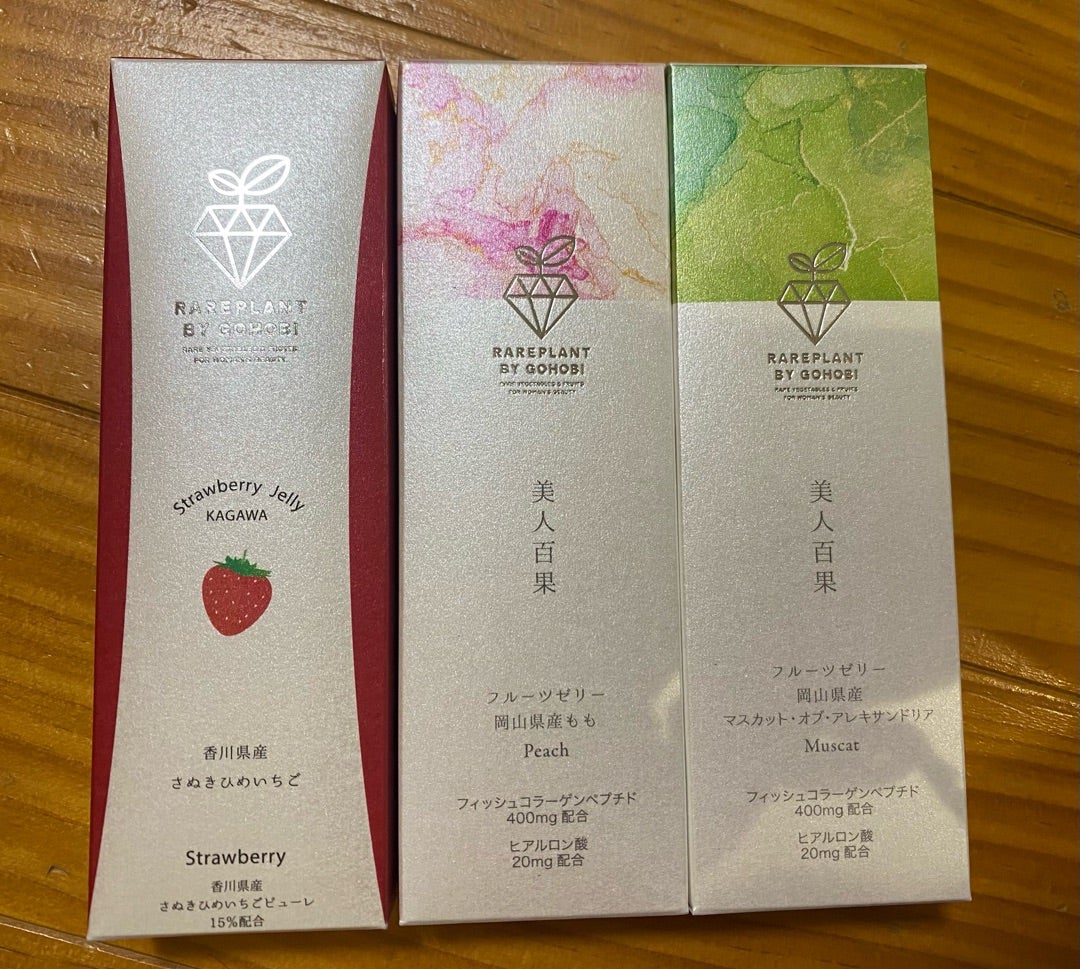 RAREPLANT
BY GOHOBI
FOR WOMAN'S BEAUTY
Strawberry Jelly
KAGAWA
香川県産
さぬきひめいちご
Strawberry
香川県産
さぬきひめいちごピューレ
15%配合
RAREPLANT
BY GOHOBI
RARE VEGETABLES & FRUITS
FOR WOMAN'S BEAUTY
美人百果
フルーツゼリー
岡山県産もも
Peach
フィッシュコラーゲンペプチド
400mg 配合
ヒアルロン酸
20mg 配合
RAREPLANT
BY GOHOBI
RARE VEGETABLES & FRUITS
FOR WOMAN'S BEAUTY
美人百果
フルーツゼリー
岡山県産
マスカット・オブ・アレキサンドリア
Muscat
フィッシュコラーゲンペプチド
400mg 配合
ヒアルロン酸
20mg 配合